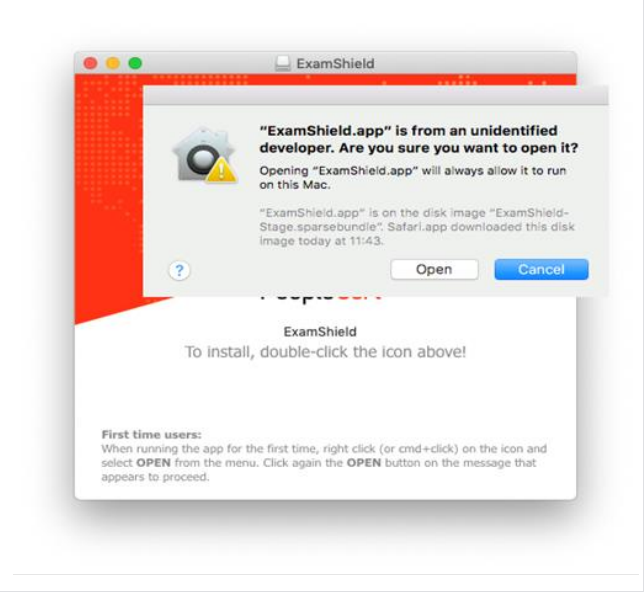 ExamShield
"ExamShield.app" is from an unidentified
developer. Are you sure you want to open it?
Opening "ExamShield.app" will always allow it to run
on this Mac.
"ExamShield.app" is on the disk image "ExamShield-
Stage.sparsebundle". Safari.app downloaded this disk
image today at 11:43.
?
Open
Cancel
ExamShield
To install, double-click the icon above!
First time users:
When running the app for the first time, right click (or cmd+click) on the icon and
select OPEN from the menu. Click again the OPEN button on the message that
appears to proceed.